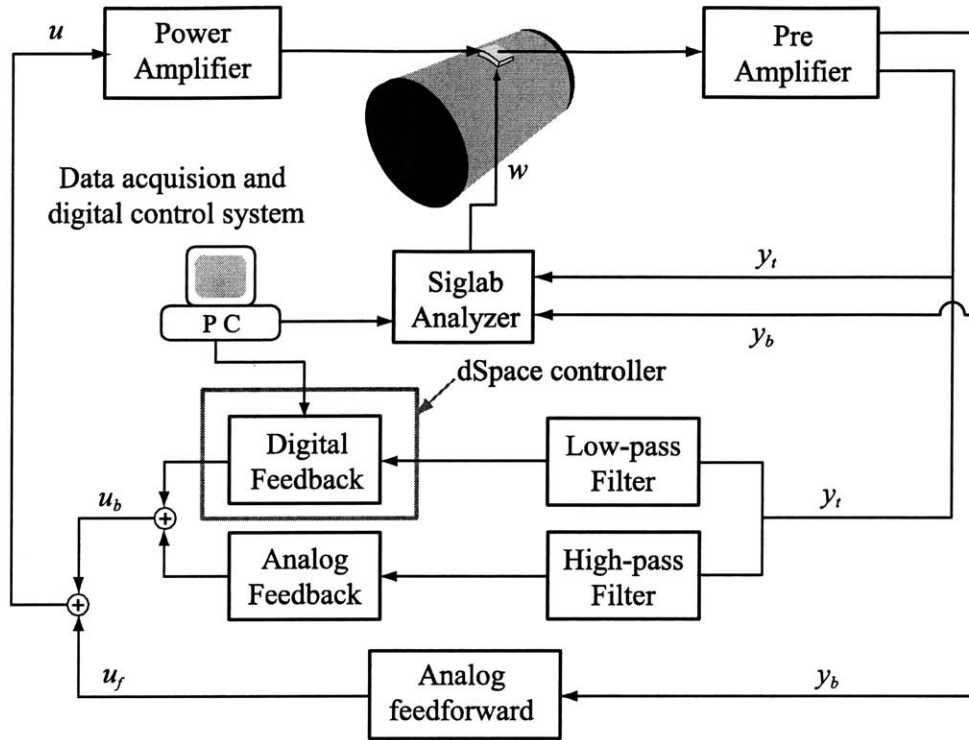 u
Power
Amplifier
Pre
Amplifier
w
Data acquision and
digital control system
P C
Siglab
Analyzer
y_t
y_b
dSpace controller
Digital
Feedback
Low-pass
Filter
u_b
y_t
Analog
Feedback
High-pass
Filter
u_f
Analog
feedforward
y_b